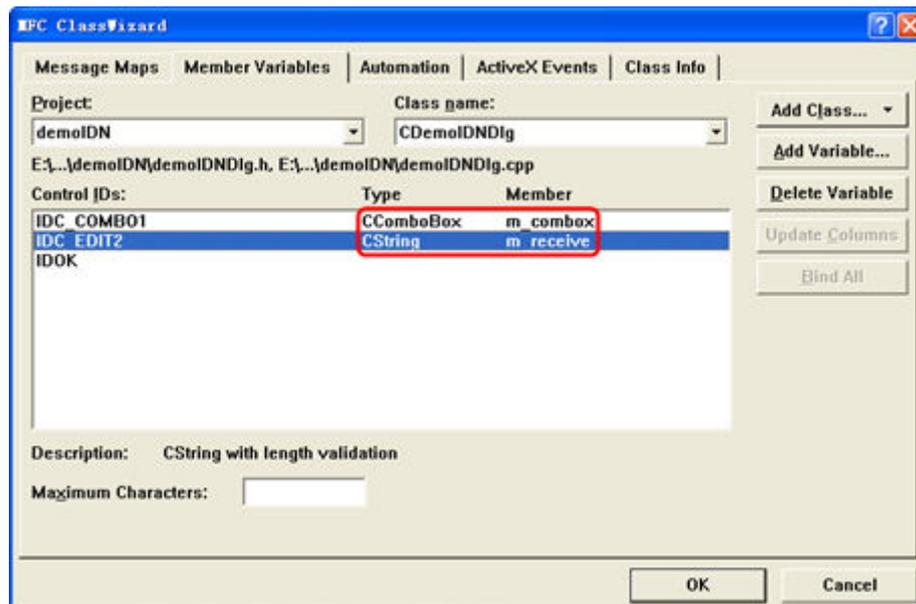 MFC ClassWizard
Message Maps Member Variables Automation ActiveX Events Class Info
Project: Class name:
demoIDN CDemoIDNDlg
Add Class...
E:\...\demoIDN\demoIDNDlg.h, E:\...\demoIDN\demoIDNDlg.cpp
Add Variable...
Control IDs: Type Member
Delete Variable
IDC_COMBO1 CComboBox m_combox
IDC_EDIT2 CString m_receive
Update Columns
IDOK
Bind All
Description: CString with length validation
Maximum Characters:
OK Cancel